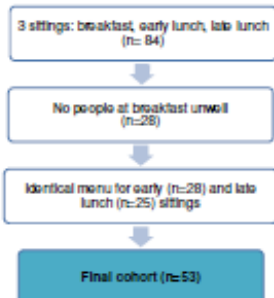 3 sittings: breakfast, early lunch, late lunch
(n= 84)
No people at breakfast unwell
(n=28)
Identical menu for early (n=28) and late
lunch (n=25) sittings
Final cohort (n=53)